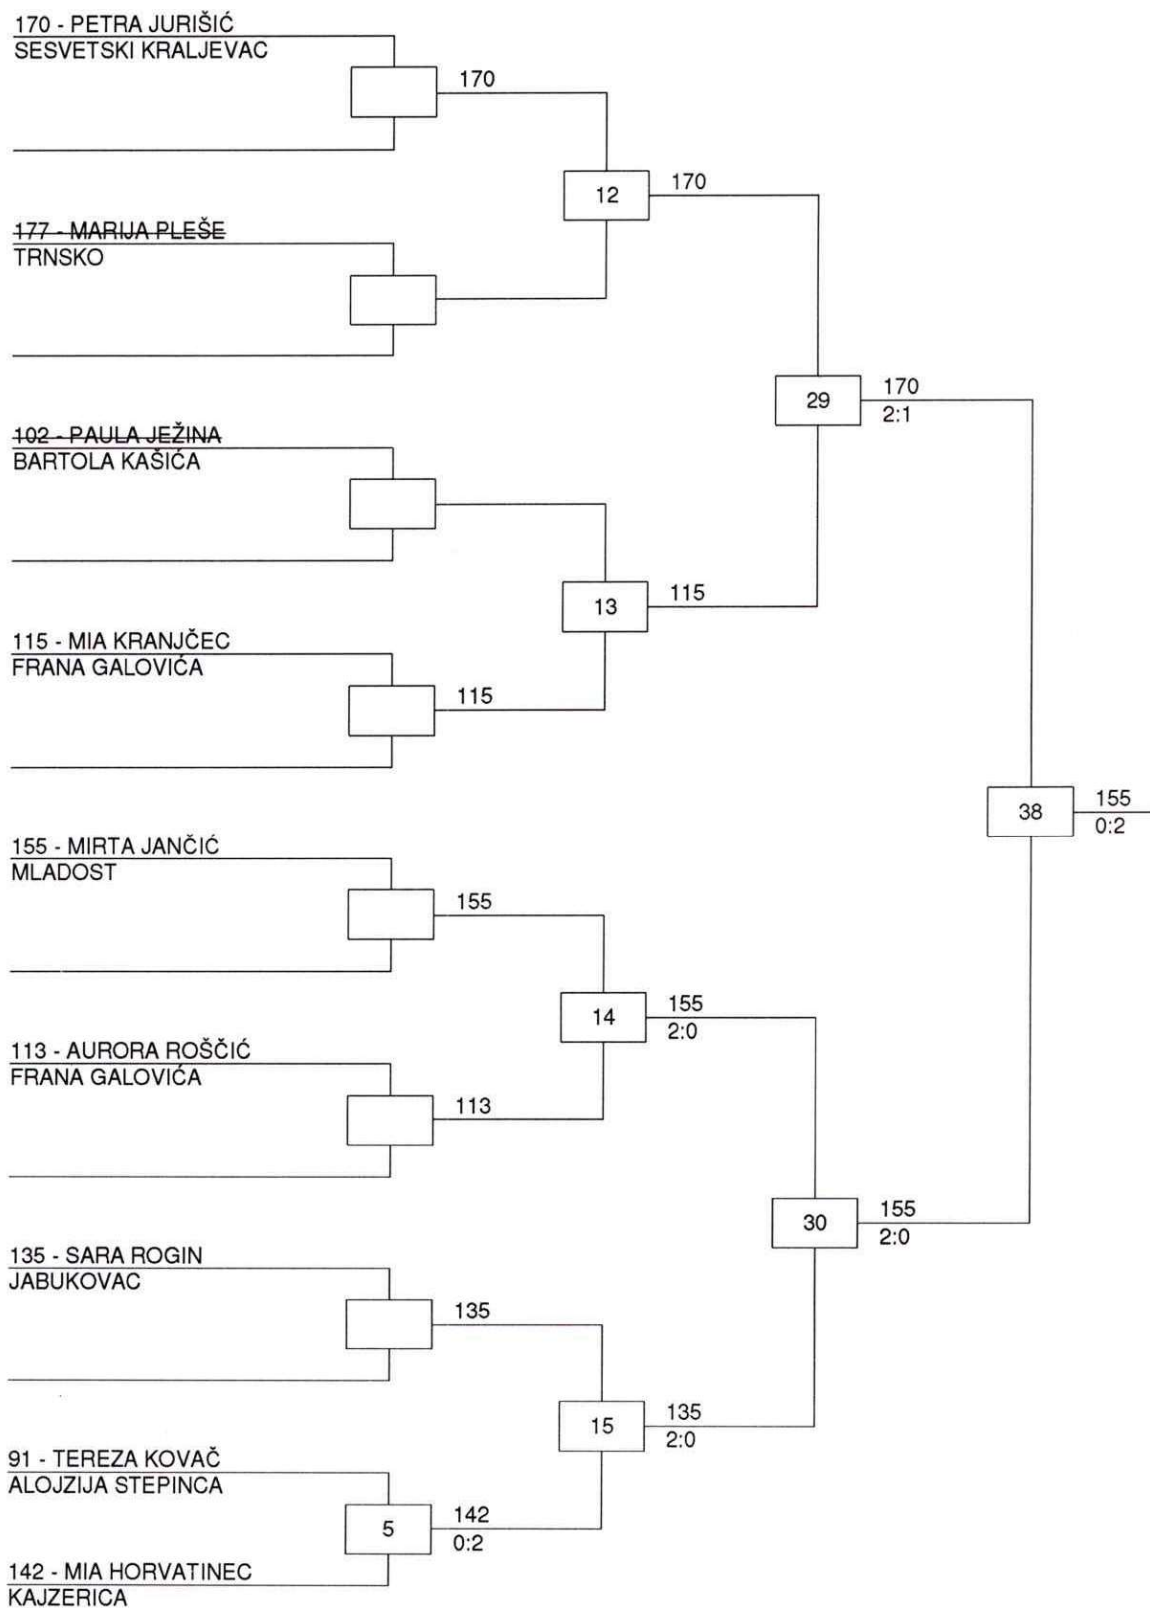 170 - PETRA JURIŠIĆ
SESVETSKI KRALJEVAC
170
12
170
177 - MARIJA PLEŠE
TRNSKO
29
170
2:1
102 - PAULA JEŽINA
BARTOLA KAŠIĆA
13
115
115 - MIA KRANJČEC
FRANA GALOVIĆA
115
38
155
0:2
155 - MIRTA JANČIĆ
MLADOST
155
14
155
2:0
113 - AURORA ROŠČIĆ
FRANA GALOVIĆA
113
30
155
2:0
135 - SARA ROGIN
JABUKOVAC
135
15
135
2:0
91 - TEREZA KOVAČ
ALOJZIJA STEPINCA
5
142
0:2
142 - MIA HORVATINEC
KAJZERICA